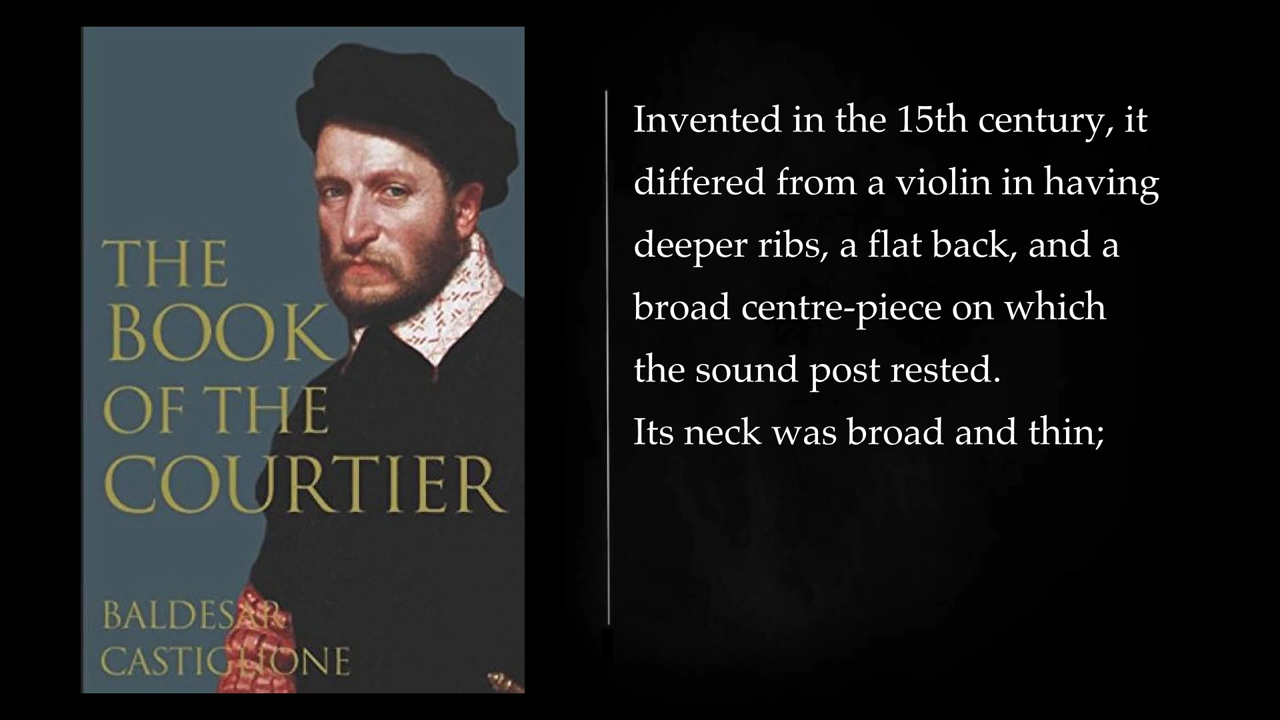 THE
BOOK
OF THE
COURTIER
BALDESAR
CASTIGLIONE
Invented in the 15th century, it
differed from a violin in having
deeper ribs, a flat back, and a
broad centre-piece on which
the sound post rested.
Its neck was broad and thin;